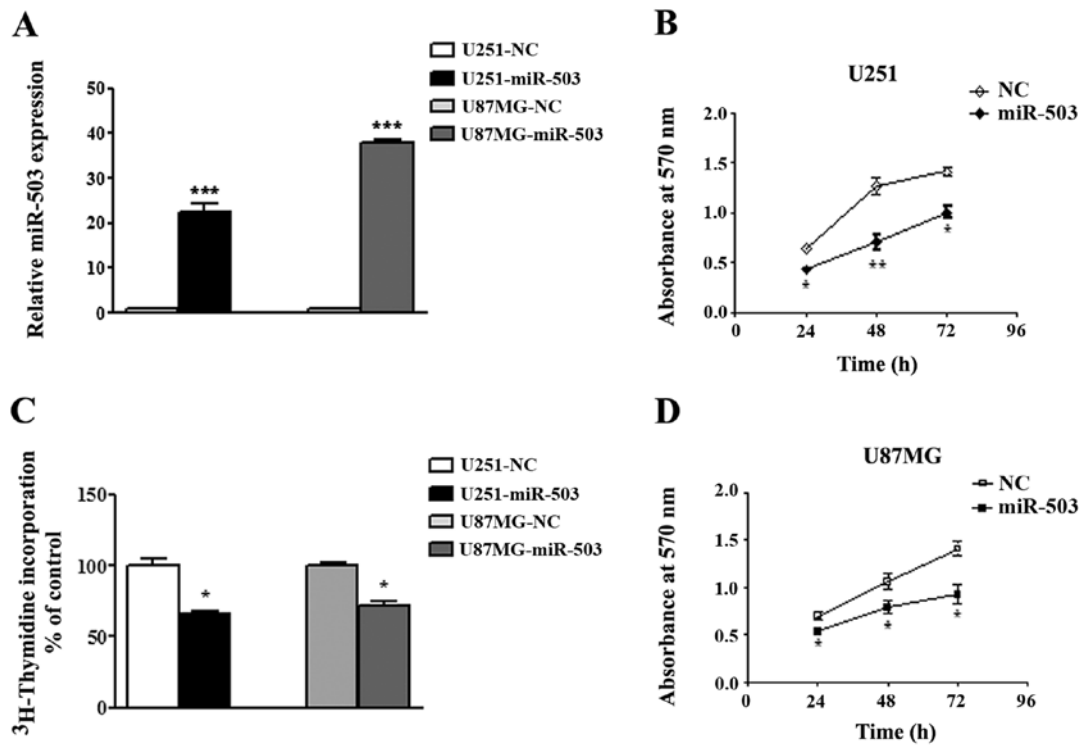 A
Relative miR-503 expression
50
40
30
20
10
0
***
***
U251-NC
U251-miR-503
U87MG-NC
U87MG-miR-503
B
U251
NC
miR-503
Absorbance at 570 nm
2.0
1.5
1.0
0.5
0.0
*
**
*
0 24 48 72 96
Time (h)
C
³H-Thymidine incorporation
% of control
150
100
50
0
*
*
U251-NC
U251-miR-503
U87MG-NC
U87MG-miR-503
D
U87MG
NC
miR-503
Absorbance at 570 nm
2.0
1.5
1.0
0.5
0.0
*
*
*
0 24 48 72 96
Time (h)